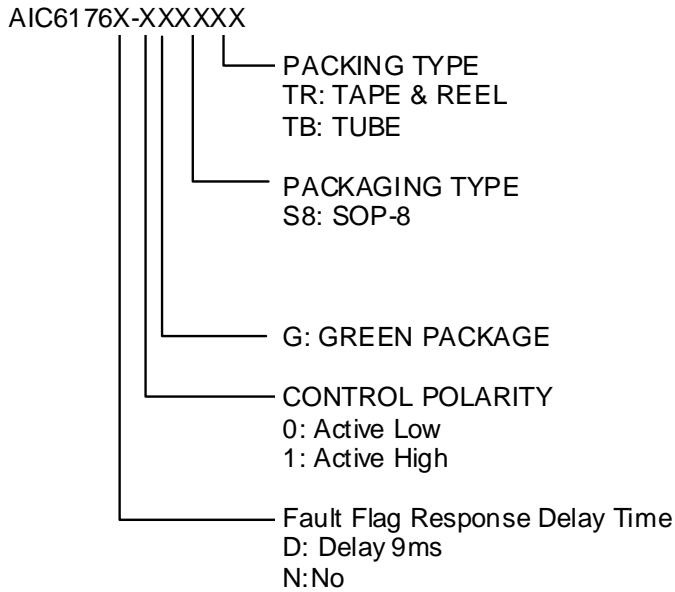 AIC6176X-XXXXXX
PACKING TYPE
TR: TAPE & REEL
TB: TUBE
PACKAGING TYPE
S8: SOP-8
G: GREEN PACKAGE
CONTROL POLARITY
0: Active Low
1: Active High
Fault Flag Response Delay Time
D: Delay 9ms
N:No